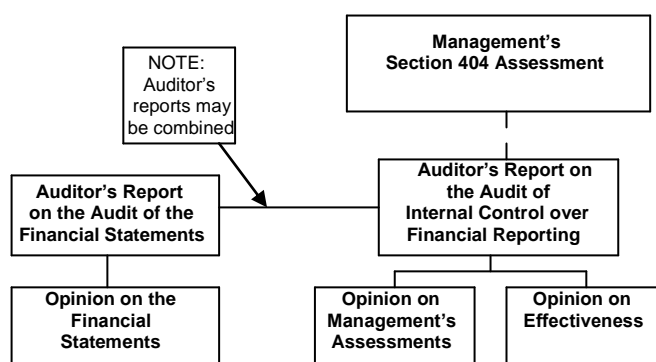 Management's
Section 404 Assessment
NOTE:
Auditor's
reports may
be combined
Auditor's Report
on the Audit of the
Financial Statements
Auditor's Report on
the Audit of
Internal Control over
Financial Reporting
Opinion on the
Financial
Statements
Opinion on
Management's
Assessments
Opinion on
Effectiveness